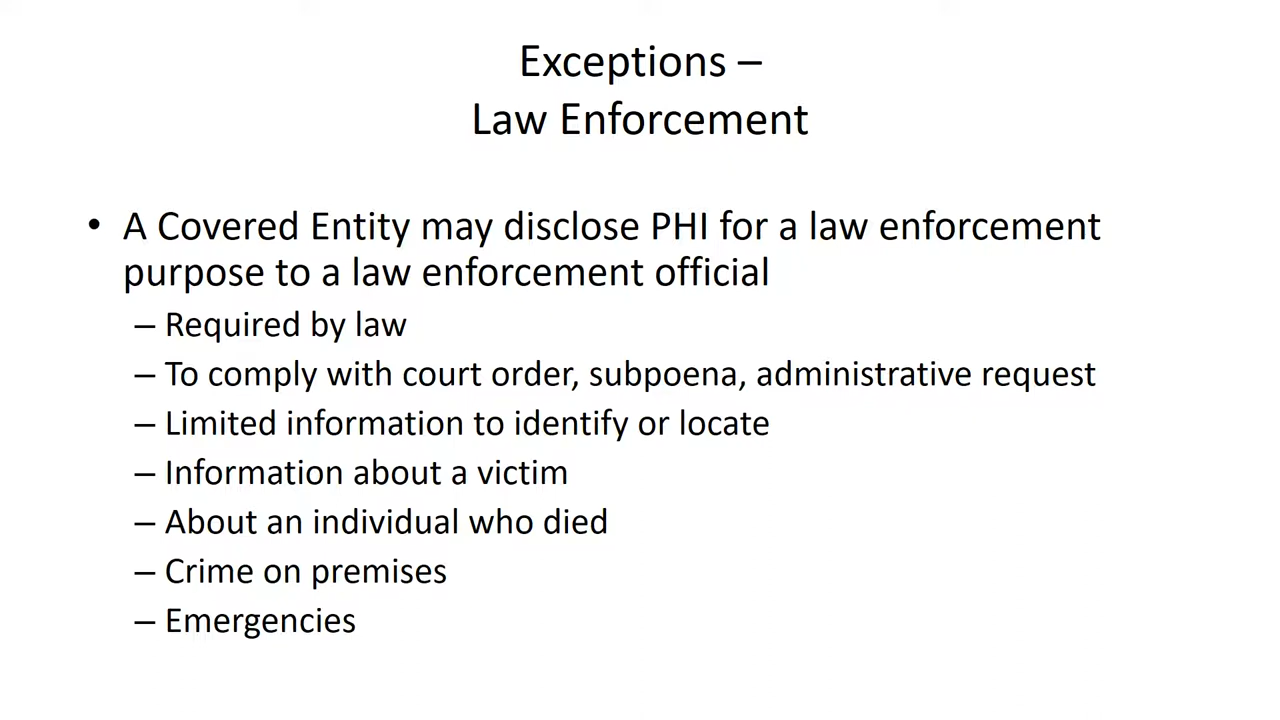 Exceptions –
Law Enforcement
• A Covered Entity may disclose PHI for a law enforcement
purpose to a law enforcement official
– Required by law
– To comply with court order, subpoena, administrative request
– Limited information to identify or locate
– Information about a victim
– About an individual who died
– Crime on premises
– Emergencies